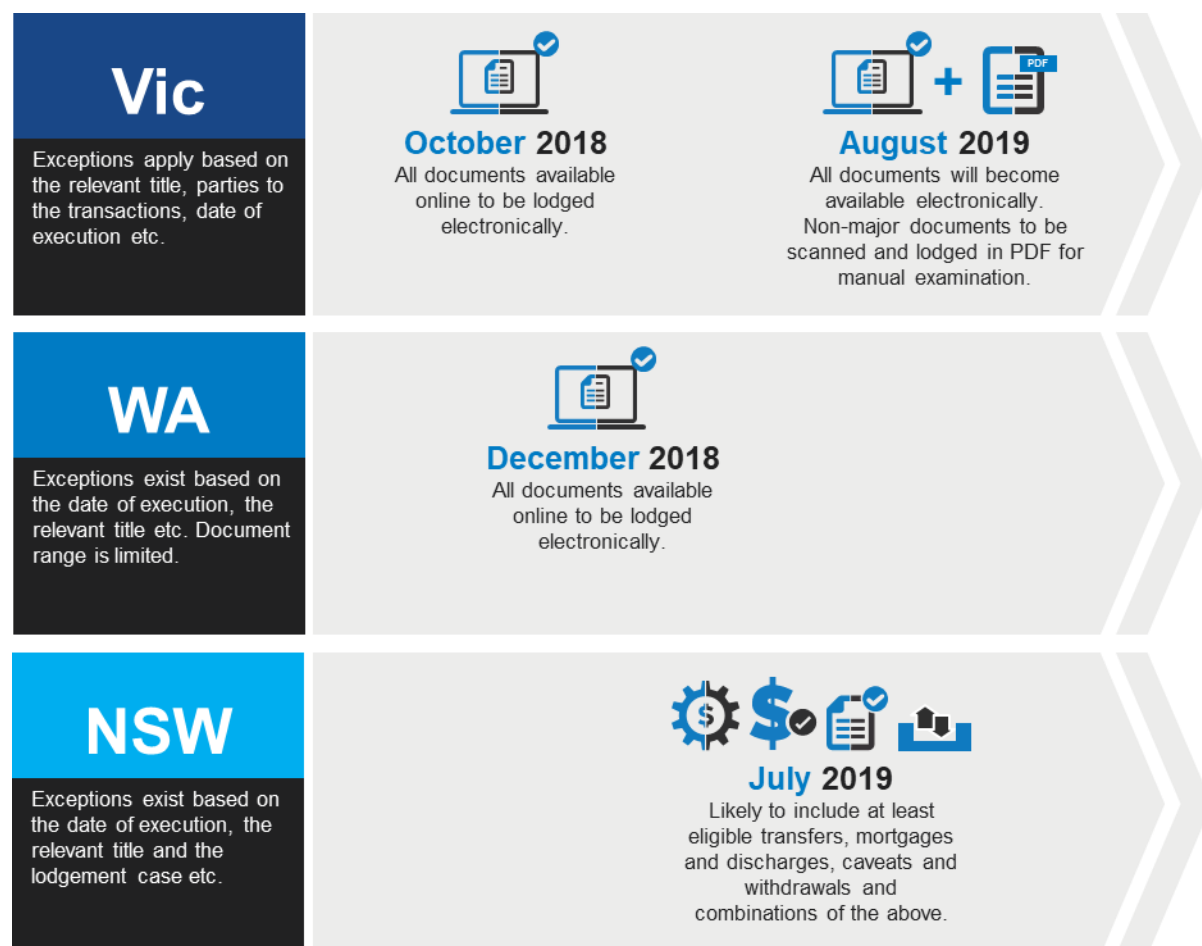 Vic
Exceptions apply based on
the relevant title, parties to
the transactions, date of
execution etc.
October 2018
All documents available
online to be lodged
electronically.
PDF
August 2019
All documents will become
available electronically.
Non-major documents to be
scanned and lodged in PDF for
manual examination.
WA
Exceptions exist based on
the date of execution, the
relevant title etc. Document
range is limited.
December 2018
All documents available
online to be lodged
electronically.
NSW
Exceptions exist based on
the date of execution, the
relevant title and the
lodgement case etc.
$
$
July 2019
Likely to include at least
eligible transfers, mortgages
and discharges, caveats and
withdrawals and
combinations of the above.